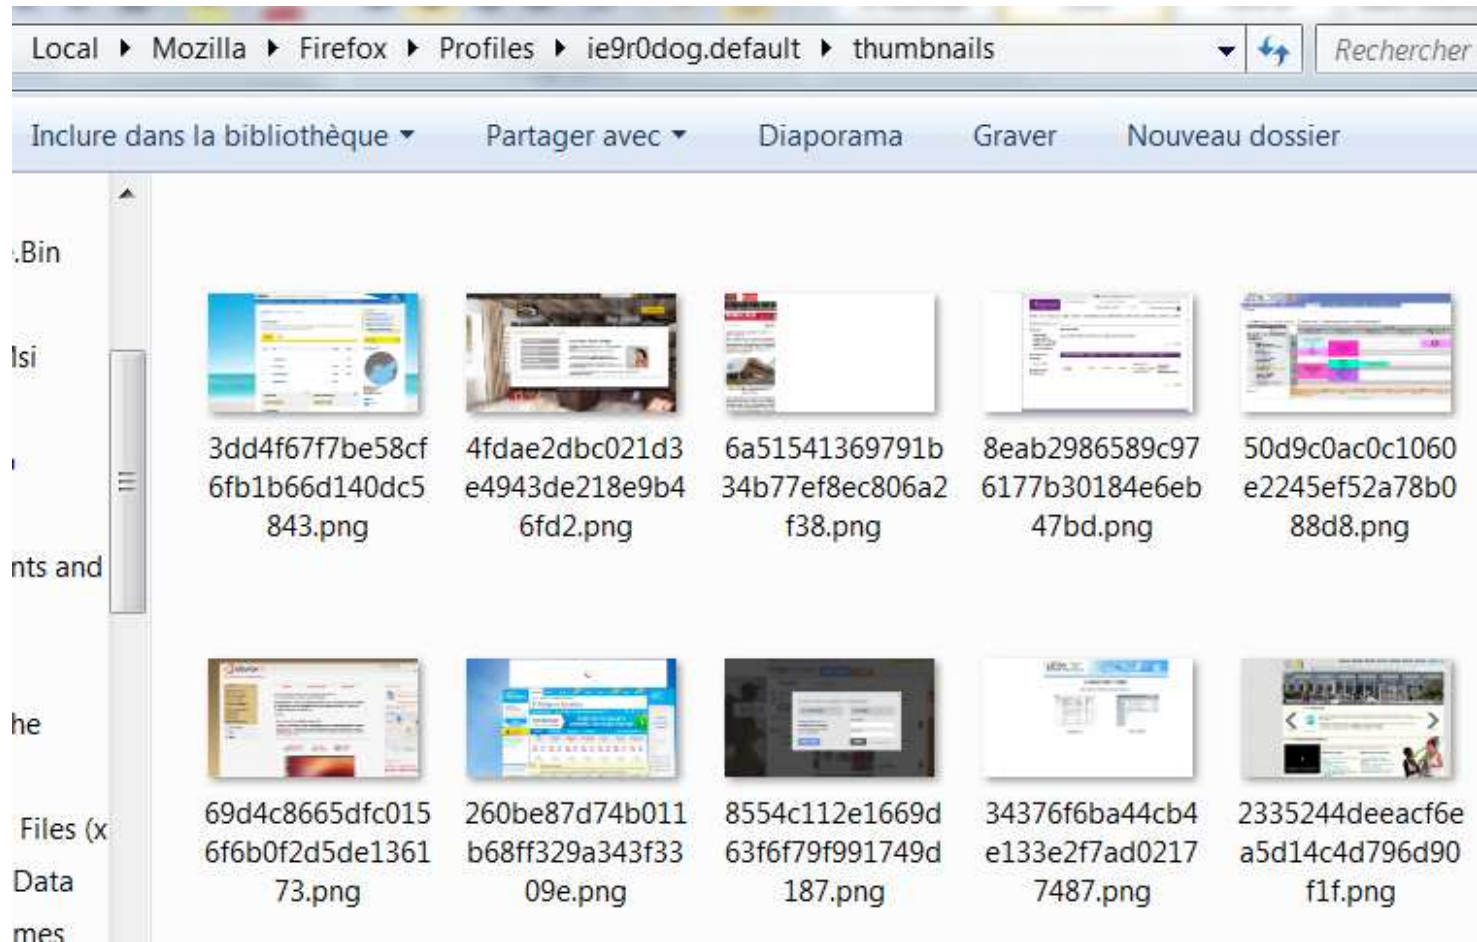 Local Mozilla Firefox Profiles ie9r0dog.default thumbnails Rechercher
Inclure dans la bibliothèque Partager avec Diaporama Graver Nouveau dossier
.Bin
nts and
he
Files (x
Data
mes
3dd4f67f7be58cf 4fdae2dbc021d3 6a51541369791b 8eab2986589c97 50d9c0ac0c1060
6fb1b66d140dc5 e4943de218e9b4 34b77ef8ec806a2 6177b30184e6eb e2245ef52a78b0
843.png 6fd2.png f38.png 47bd.png 88d8.png
69d4c8665dfc015 260be87d74b011 8554c112e1669d 34376f6ba44cb4 2335244deeacf6e
6f6b0f2d5de1361 b68ff329a343f33 63f6f79f991749d e133e2f7ad0217 a5d14c4d796d90
73.png 09e.png 187.png 7487.png f1f.png